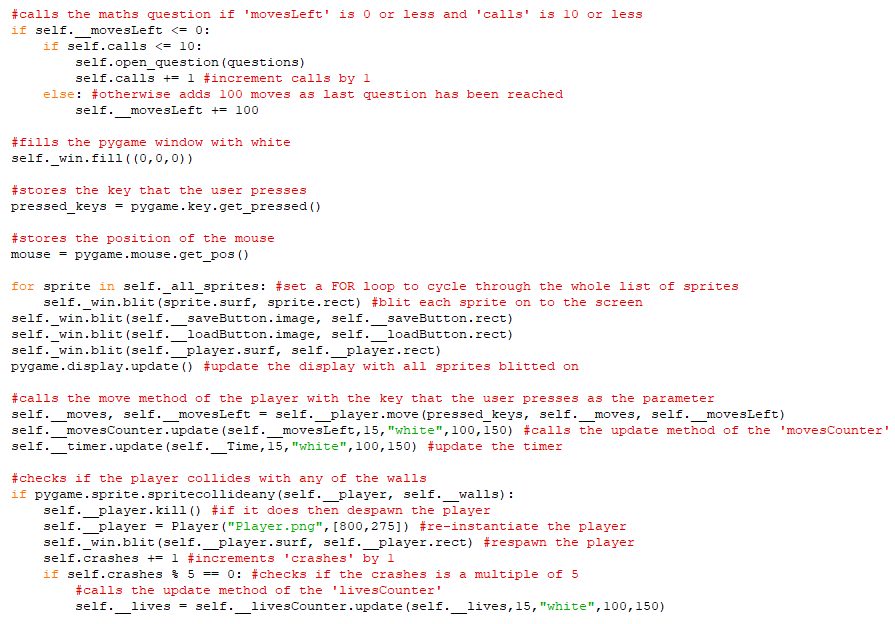 #calls the maths question if 'movesLeft' is 0 or less and 'calls' is 10 or less
if self.__movesLeft <= 0:
    if self.calls <= 10:
        self.open_question(questions)
        self.calls += 1 #increment calls by 1
    else: #otherwise adds 100 moves as last question has been reached
        self.__movesLeft += 100

#fills the pygame window with white
self._win.fill((0,0,0))

#stores the key that the user presses
pressed_keys = pygame.key.get_pressed()

#stores the position of the mouse
mouse = pygame.mouse.get_pos()

for sprite in self._all_sprites: #set a FOR loop to cycle through the whole list of sprites
    self._win.blit(sprite.surf, sprite.rect) #blit each sprite on to the screen
self._win.blit(self.__saveButton.image, self.__saveButton.rect)
self._win.blit(self.__loadButton.image, self.__loadButton.rect)
self._win.blit(self.__player.surf, self.__player.rect)
pygame.display.update() #update the display with all sprites blitted on

#calls the move method of the player with the key that the user presses as the parameter
self.__moves, self.__movesLeft = self.__player.move(pressed_keys, self.__moves, self.__movesLeft)
self.__movesCounter.update(self.__movesLeft,15,"white",100,150) #calls the update method of the 'movesCounter'
self.__timer.update(self.__Time,15,"white",100,150) #update the timer

#checks if the player collides with any of the walls
if pygame.sprite.spritecollideany(self.__player, self.__walls):
    self.__player.kill() #if it does then despawn the player
    self.__player = Player("Player.png",[800,275]) #re-instantiate the player
    self._win.blit(self.__player.surf, self.__player.rect) #respawn the player
    self.crashes += 1 #increments 'crashes' by 1
    if self.crashes % 5 == 0: #checks if the crashes is a multiple of 5
        #calls the update method of the 'livesCounter'
        self.__lives = self.__livesCounter.update(self.__lives,15,"white",100,150)